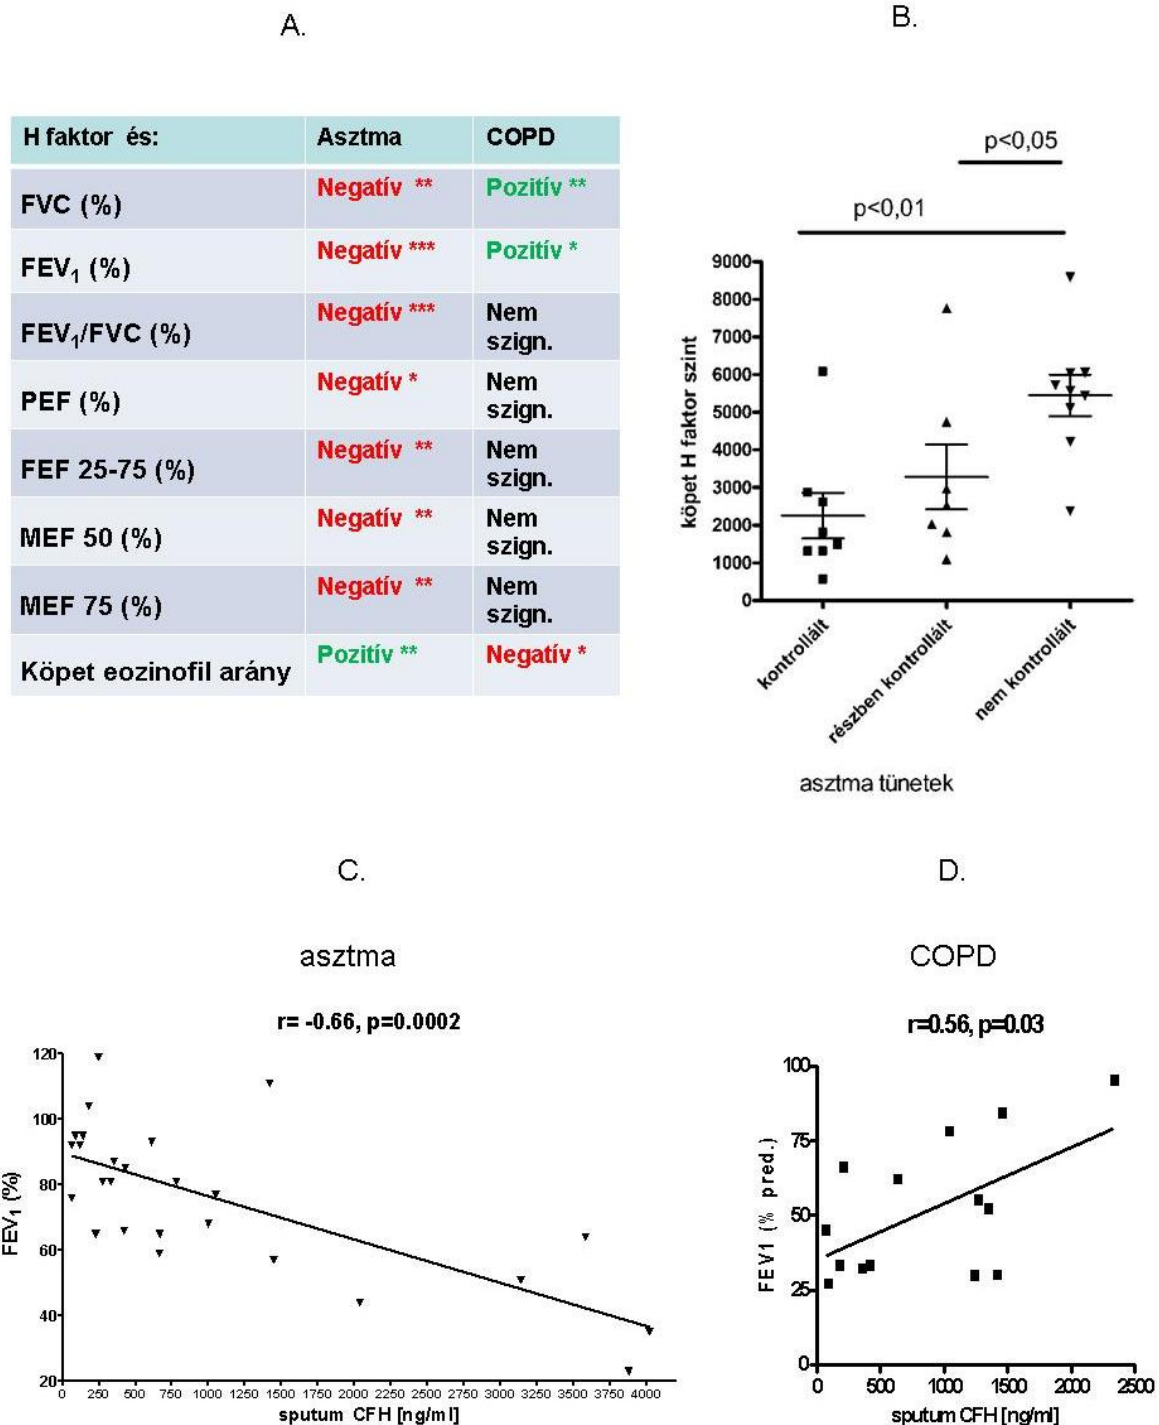 A.
H faktor és: Asztma COPD
FVC (%) Negatív ** Pozitív **
FEV1 (%) Negatív *** Pozitív *
FEV1/FVC (%) Negatív *** Nem szign.
PEF (%) Negatív * Nem szign.
FEF 25-75 (%) Negatív ** Nem szign.
MEF 50 (%) Negatív ** Nem szign.
MEF 75 (%) Negatív ** Nem szign.
Köpet eozinofil arány Pozitív ** Negatív *
B.
p<0,05
p<0,01
köpet H faktor szint
9000
8000
7000
6000
5000
4000
3000
2000
1000
0
kontrollált
részben kontrollált
nem kontrollált
asztma tünetek
C.
asztma
r= -0.66, p=0.0002
FEV1 (%)
120
100
80
60
40
20
0 250 500 750 1000 1250 1500 1750 2000 2250 2500 2750 3000 3250 3500 3750 4000
sputum CFH [ng/ml]
D.
COPD
r=0.56, p=0.03
FEV1 (% pred.)
100
75
50
25
0
0 500 1000 1500 2000 2500
sputum CFH [ng/ml]